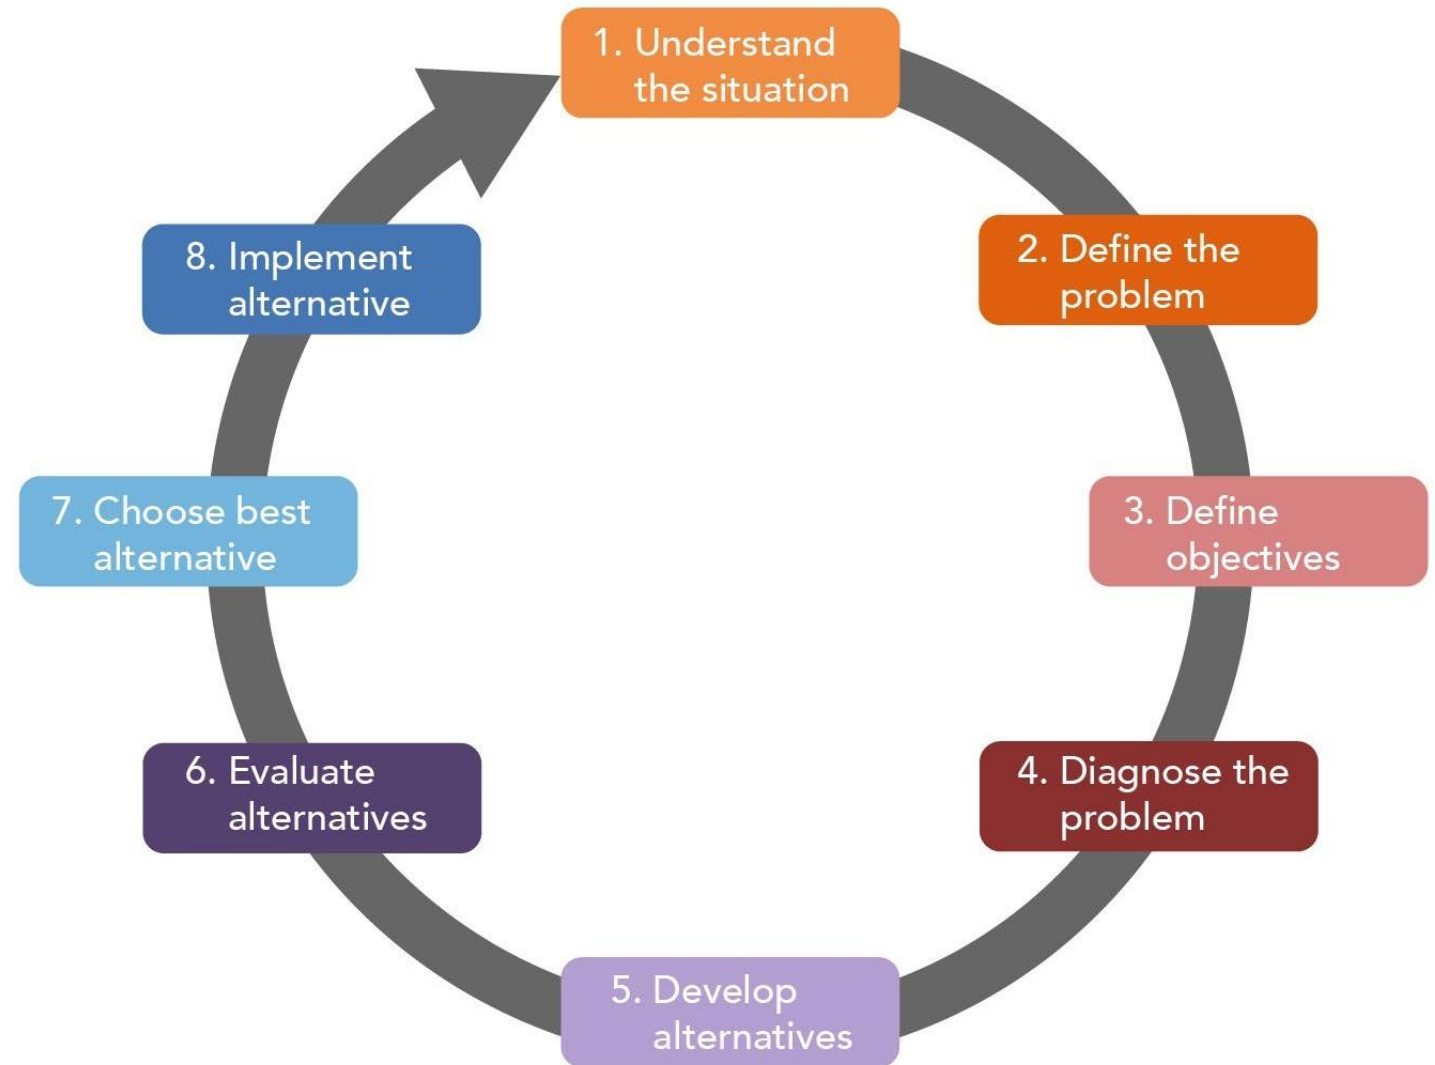 1. Understand
the situation
2. Define the
problem
3. Define
objectives
4. Diagnose the
problem
5. Develop
alternatives
6. Evaluate
alternatives
7. Choose best
alternative
8. Implement
alternative